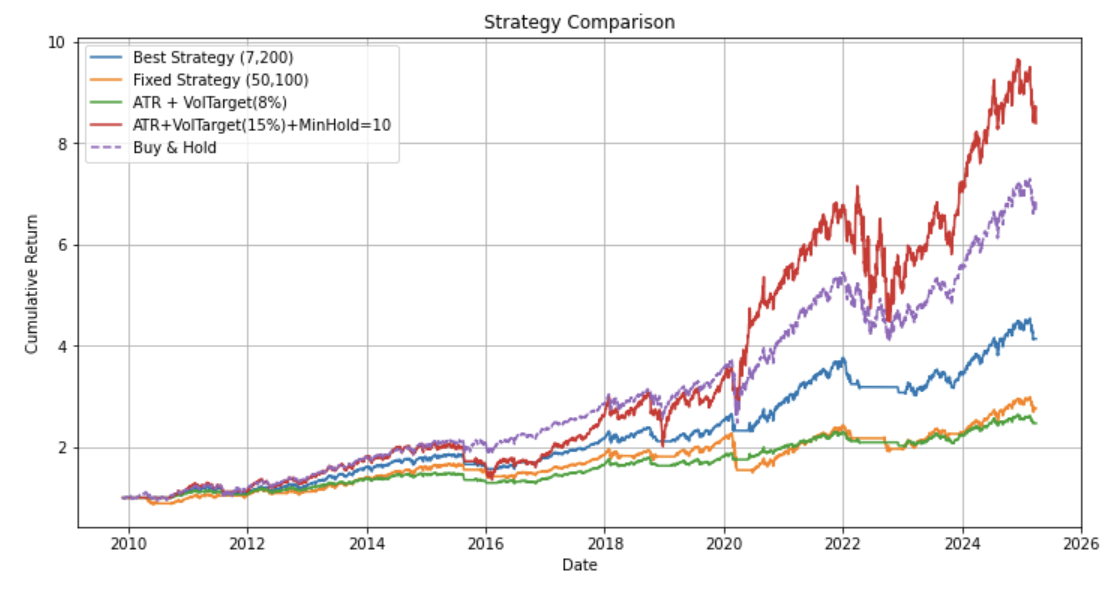 Strategy Comparison
Best Strategy (7,200)
Fixed Strategy (50,100)
ATR + VolTarget(8%)
ATR+VolTarget(15%)+MinHold=10
Buy & Hold
Cumulative Return
10
8
6
4
2
2010 2012 2014 2016 2018 2020 2022 2024 2026
Date